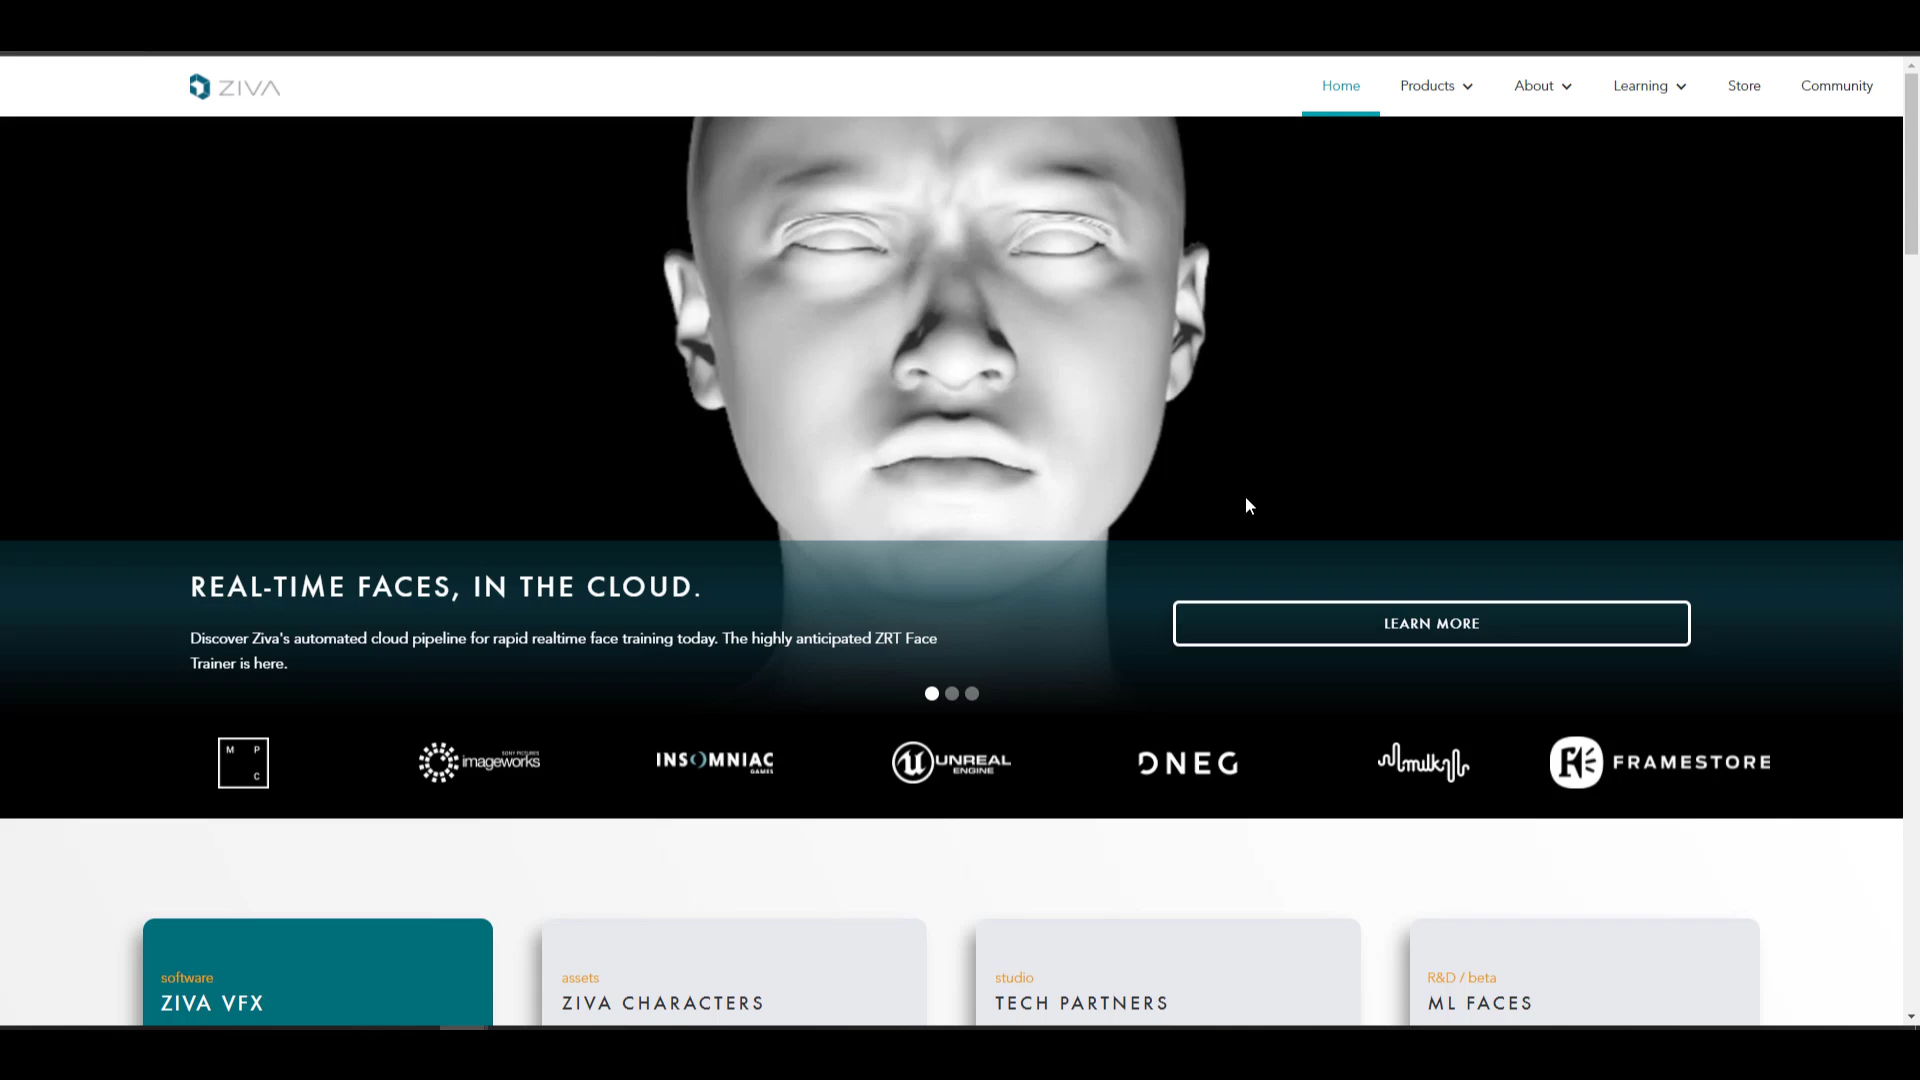 ZIVA
Home Products About Learning Store Community
REAL-TIME FACES, IN THE CLOUD.
Discover Ziva's automated cloud pipeline for rapid realtime face training today. The highly anticipated ZRT Face
Trainer is here.
LEARN MORE
M P C
SONY PICTURES
imageworks
INSOMNIAC
GAMES
UNREAL
ENGINE
DNEG
milk
FRAMESTORE
software
ZIVA VFX
assets
ZIVA CHARACTERS
studio
TECH PARTNERS
R&D / beta
ML FACES